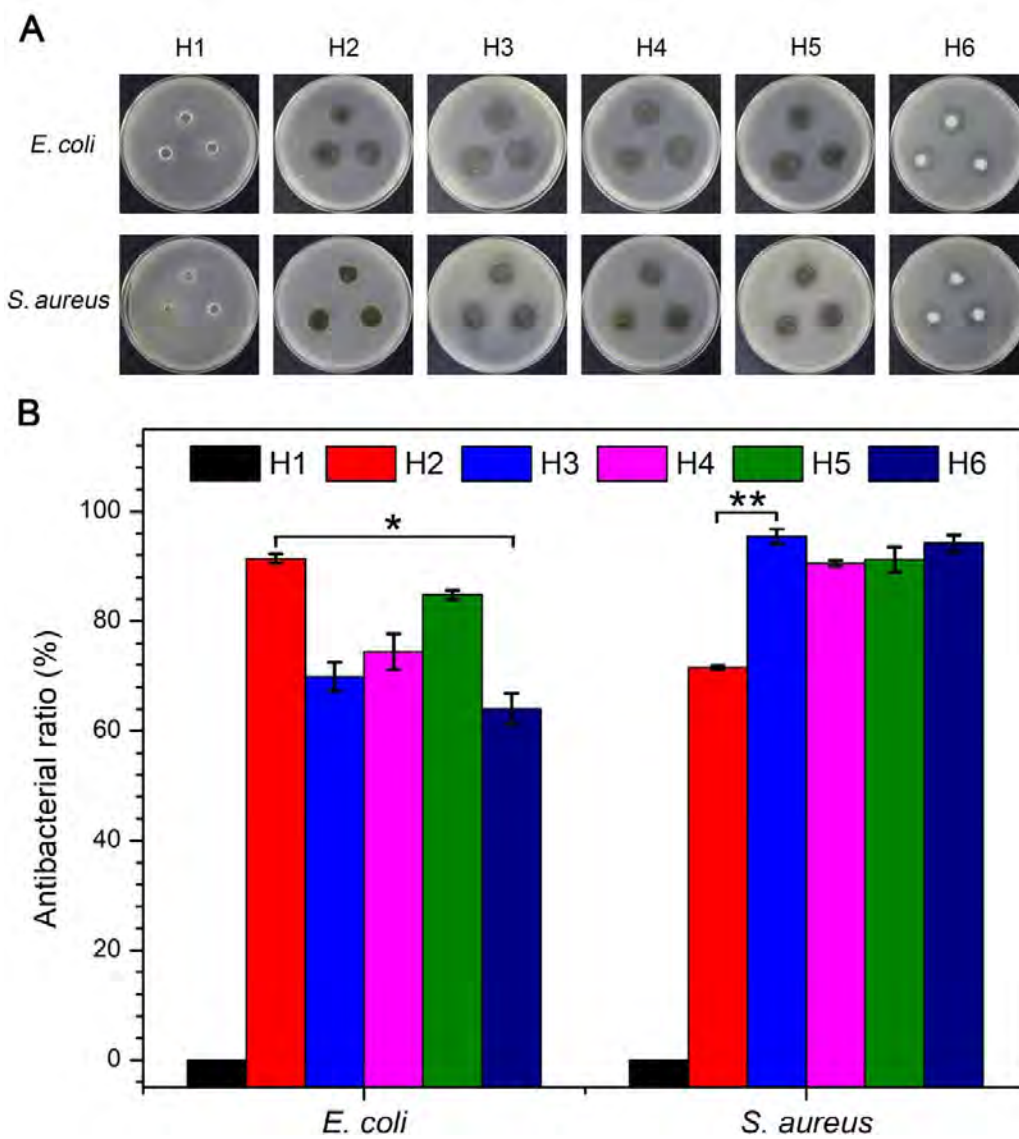 A
H1 H2 H3 H4 H5 H6
E. coli
S. aureus
B
H1 H2 H3 H4 H5 H6
Antibacterial ratio (%)
100
80
60
40
20
0
*
**
E. coli S. aureus